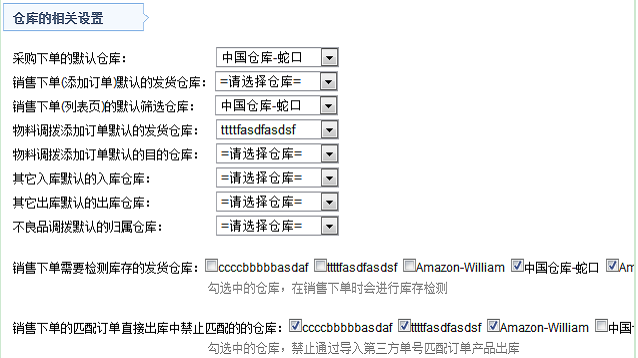 仓库的相关设置
采购下单的默认仓库： 中国仓库-蛇口
销售下单(添加订单)默认的发货仓库： =请选择仓库=
销售下单(列表页)的默认筛选仓库： 中国仓库-蛇口
物料调拨添加订单默认的发货仓库： ttttfasdfasdsf
物料调拨添加订单默认的目的仓库： =请选择仓库=
其它入库默认的入库仓库： =请选择仓库=
其它出库默认的出库仓库： =请选择仓库=
不良品调拨默认的归属仓库： =请选择仓库=
销售下单需要检测库存的发货仓库： ccccbbbbbasdaf ttttfasdfasdsf Amazon-William 中国仓库-蛇口 Am
勾选中的仓库，在销售下单时会进行库存检测
销售下单的匹配订单直接出库中禁止匹配的的仓库： ccccbbbbbasdaf ttttfasdfasdsf Amazon-William 中国
勾选中的仓库，禁止通过导入第三方单号匹配订单产品出库